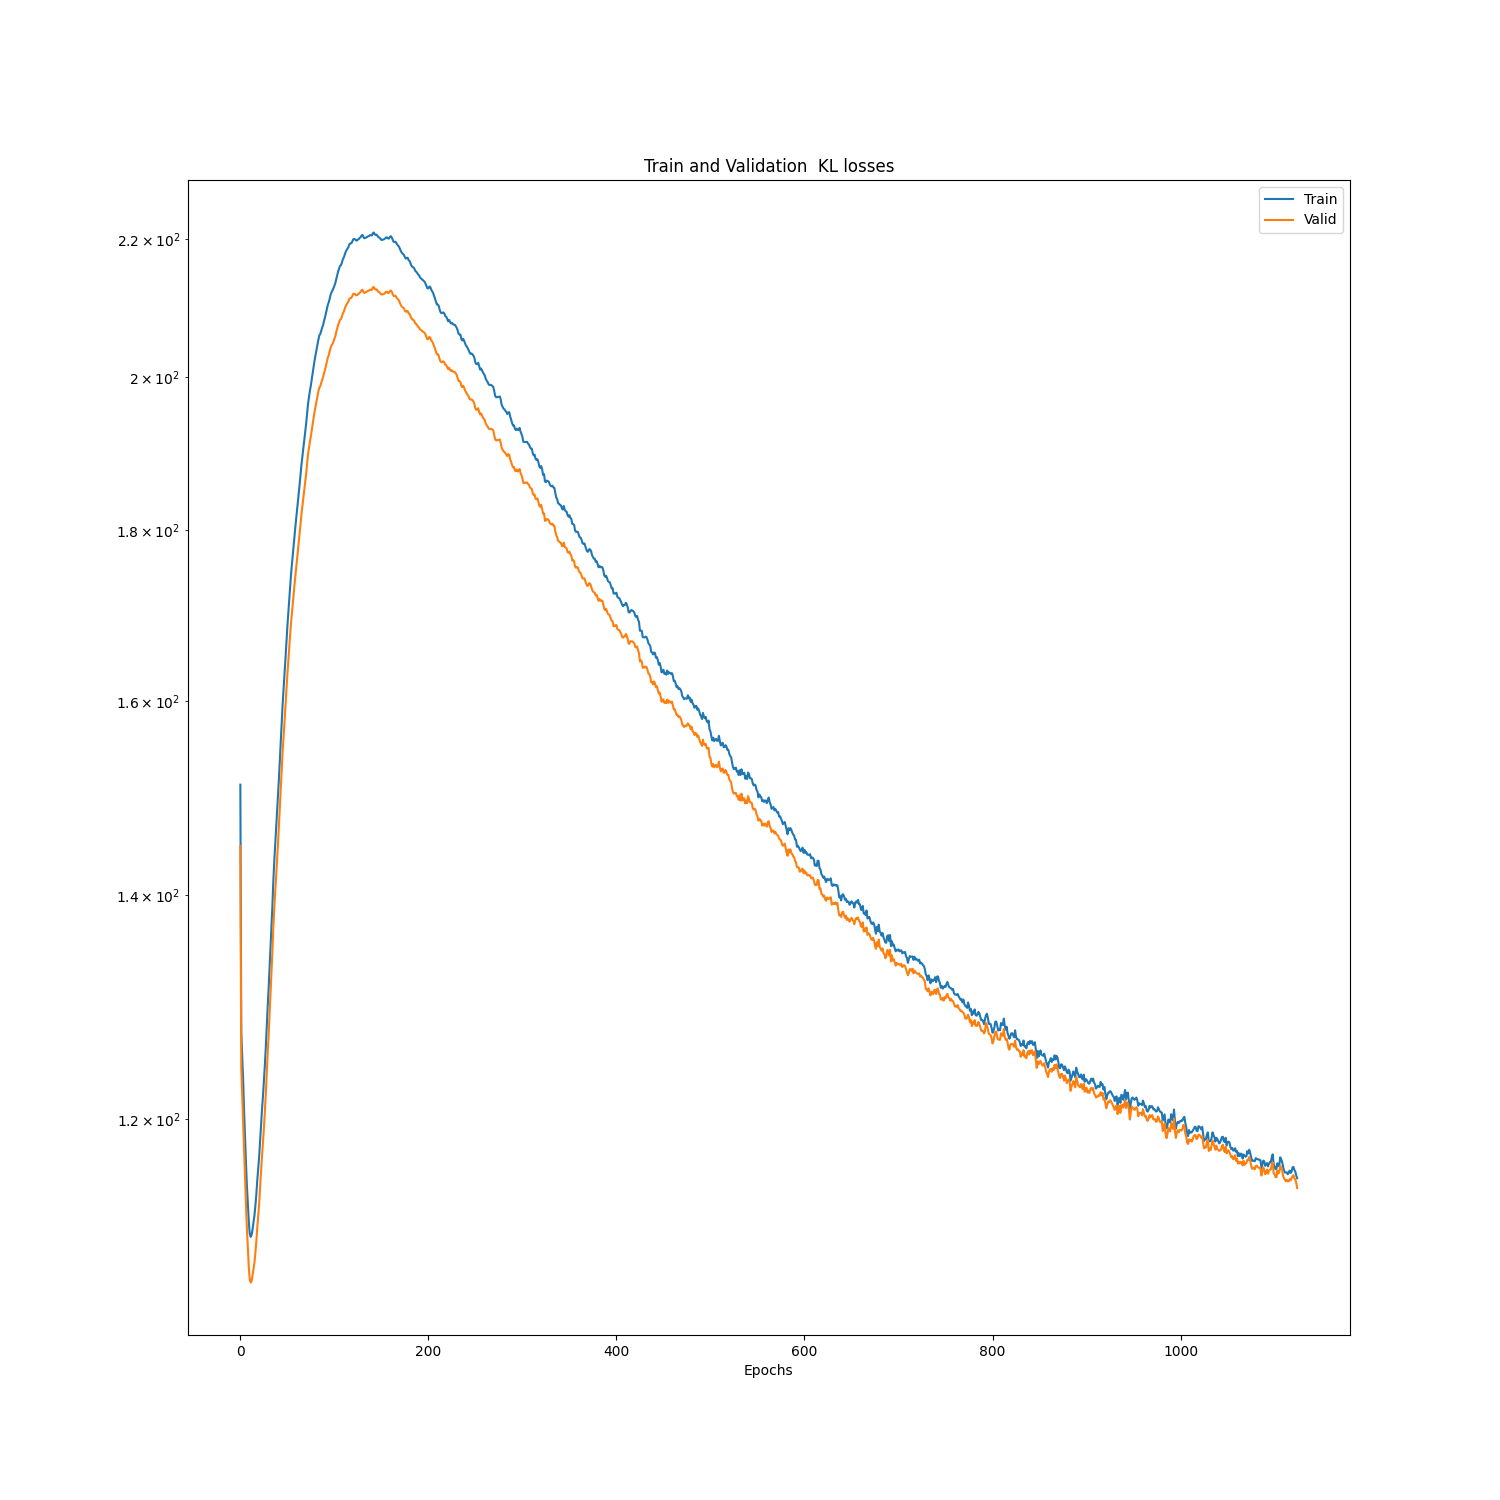 Train and Validation  KL losses
Train
Valid
2.2 × 10²
2 × 10²
1.8 × 10²
1.6 × 10²
1.4 × 10²
1.2 × 10²
0 200 400 600 800 1000
Epochs